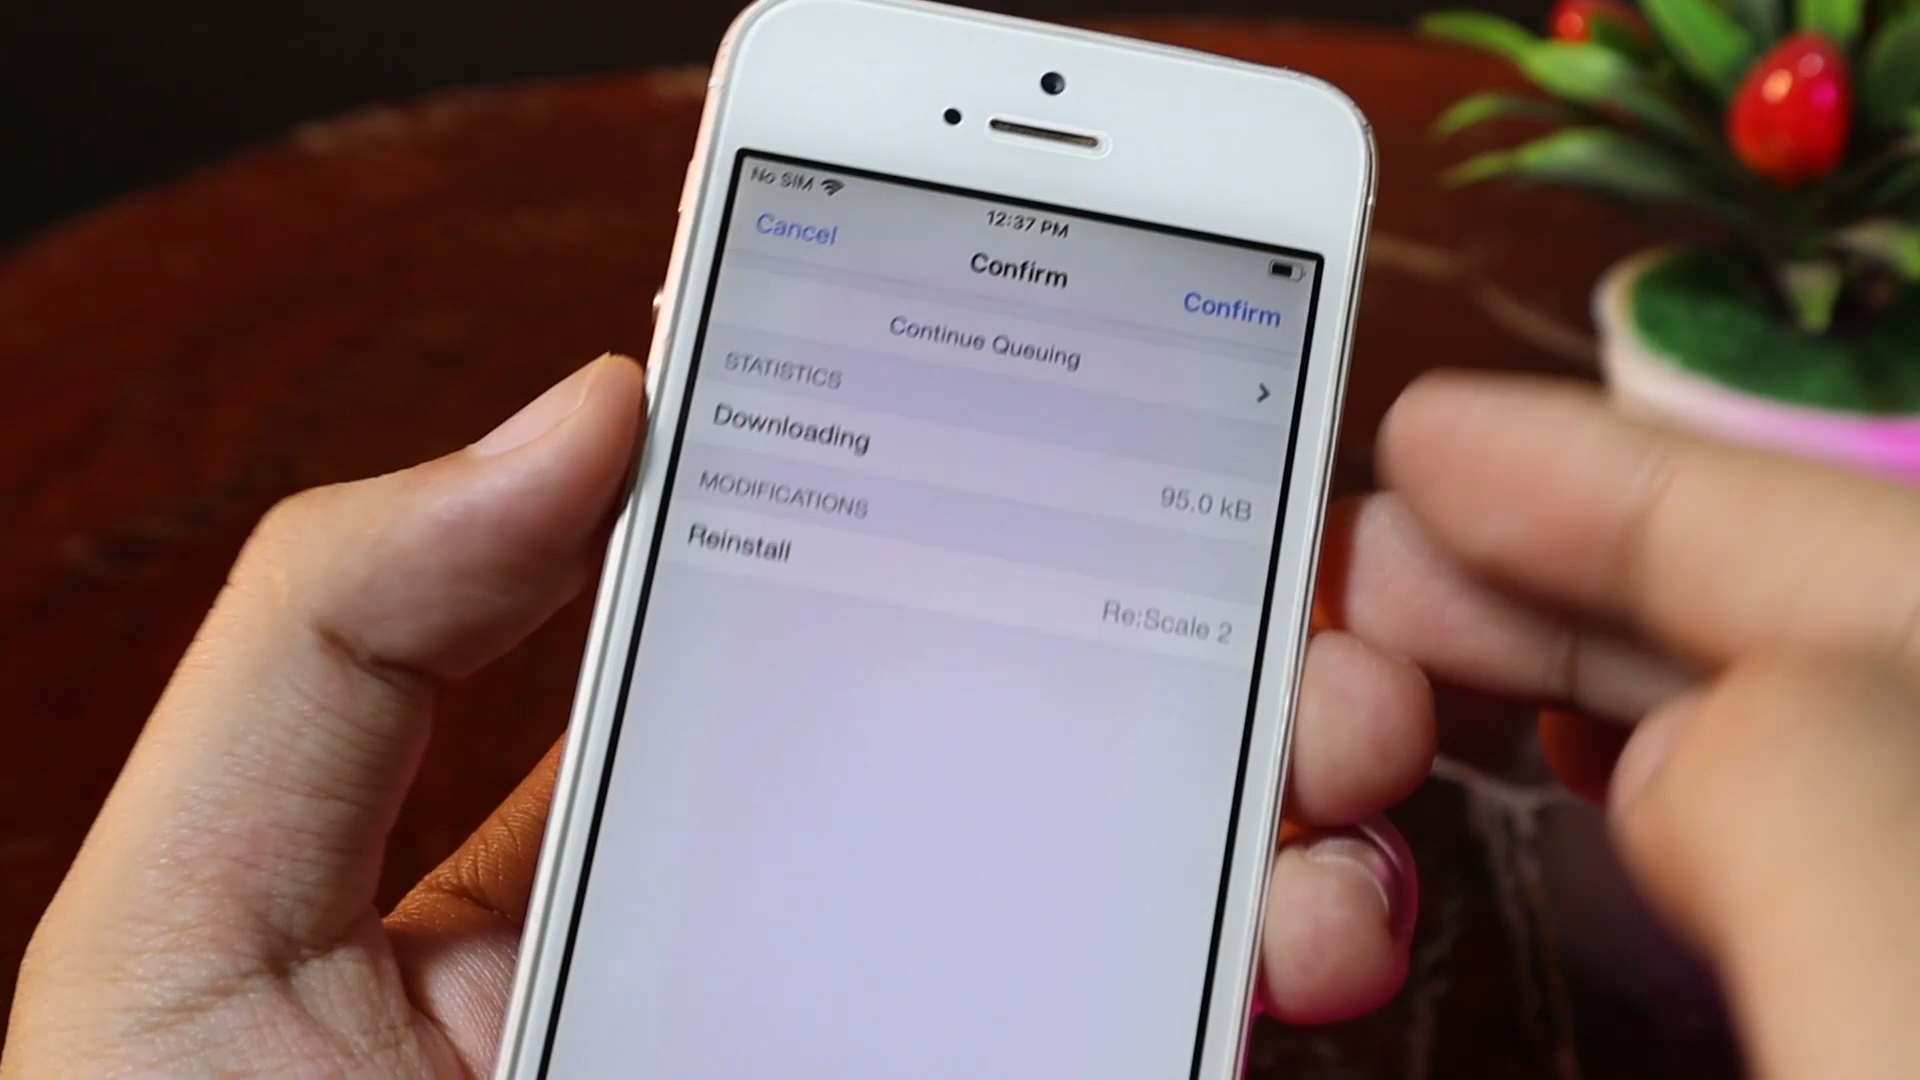 No SIM
12:37 PM
Cancel
Confirm
Confirm
Continue Queuing
STATISTICS
Downloading
95.0 kB
MODIFICATIONS
Reinstall
Re:Scale 2